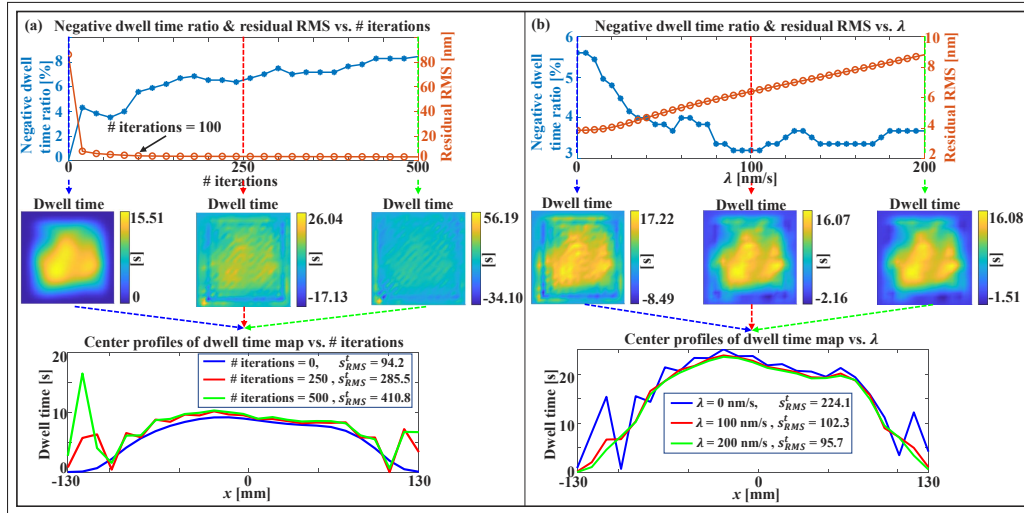 (a)
Negative dwell time ratio & residual RMS vs. # iterations
Negative dwell
time ratio [%]
8
6
4
2
0
80
60
40
20
0
Residual RMS [nm]
# iterations = 100
0
250
500
# iterations
Dwell time
15.51
[s]
0
Dwell time
26.04
[s]
-17.13
Dwell time
56.19
[s]
-34.10
Center profiles of dwell time map vs. # iterations
Dwell time [s]
20
10
0
# iterations = 0, s^t_RMS = 94.2
# iterations = 250 , s^t_RMS = 285.5
# iterations = 500 , s^t_RMS = 410.8
-130
0
130
x [mm]
(b)
Negative dwell time ratio & residual RMS vs. λ
Negative dwell
time ratio [%]
6
5
4
3
10
8
6
4
2
Residual RMS [nm]
0
100
200
λ [nm/s]
Dwell time
17.22
[s]
-8.49
Dwell time
16.07
[s]
-2.16
Dwell time
16.08
[s]
-1.51
Center profiles of dwell time map vs. λ
Dwell time [s]
20
10
0
λ = 0 nm/s, s^t_RMS = 224.1
λ = 100 nm/s , s^t_RMS = 102.3
λ = 200 nm/s , s^t_RMS = 95.7
-130
0
130
x [mm]